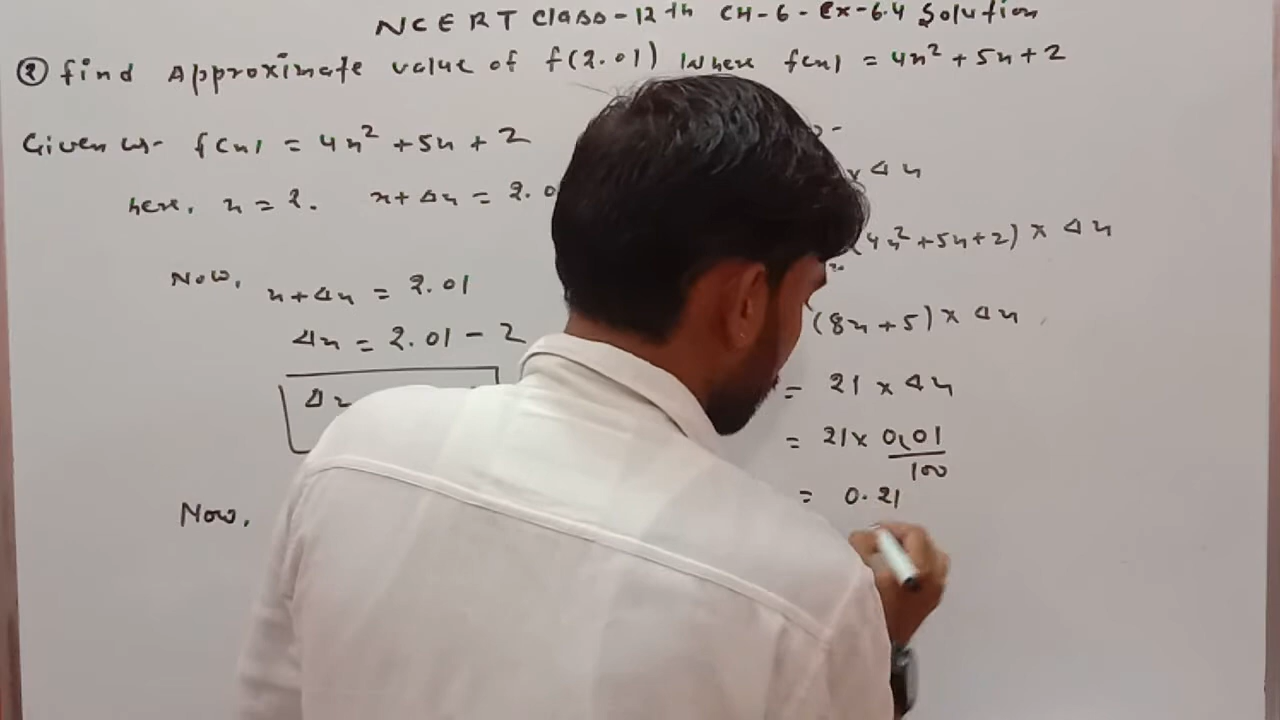 NCERT Class-12th CH-6-Ex-6.4 Solution
② find Approximate value of f(2.01) Where f(x) = 4x² + 5x + 2
Given is- f(x) = 4x² + 5x + 2
here, x = 2. x+Δx = 2.0
Now, x+Δx = 2.01
Δx = 2.01 - 2
Δx
Now,
x Δx
(4x²+5x+2) x Δx
(8x+5) x Δx
= 21 x Δx
= 21 x 0.01
100
= 0.21